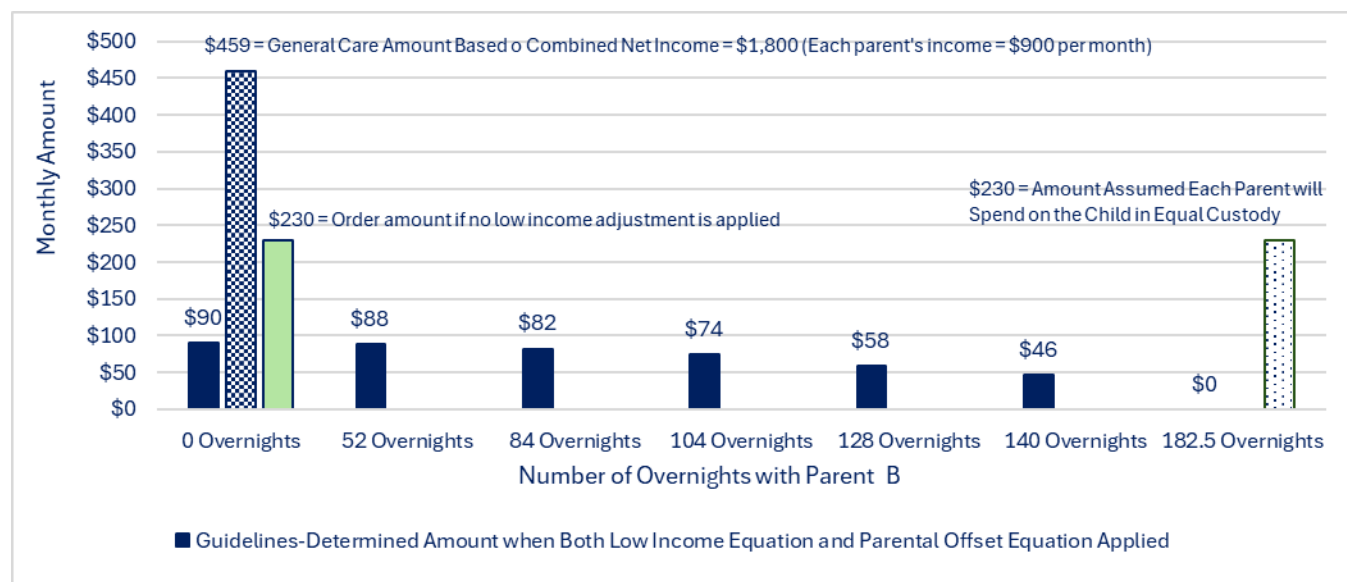 $500
$459 = General Care Amount Based o Combined Net Income = $1,800 (Each parent's income = $900 per month)
$450
$400
$350
$300
$250
$200
$150
$100
$50
$0
Monthly Amount
$230 = Amount Assumed Each Parent will
Spend on the Child in Equal Custody
$230 = Order amount if no low income adjustment is applied
$90
$88
$82
$74
$58
$46
$0
0 Overnights
52 Overnights
84 Overnights
104 Overnights
128 Overnights
140 Overnights
182.5 Overnights
Number of Overnights with Parent B
Guidelines-Determined Amount when Both Low Income Equation and Parental Offset Equation Applied